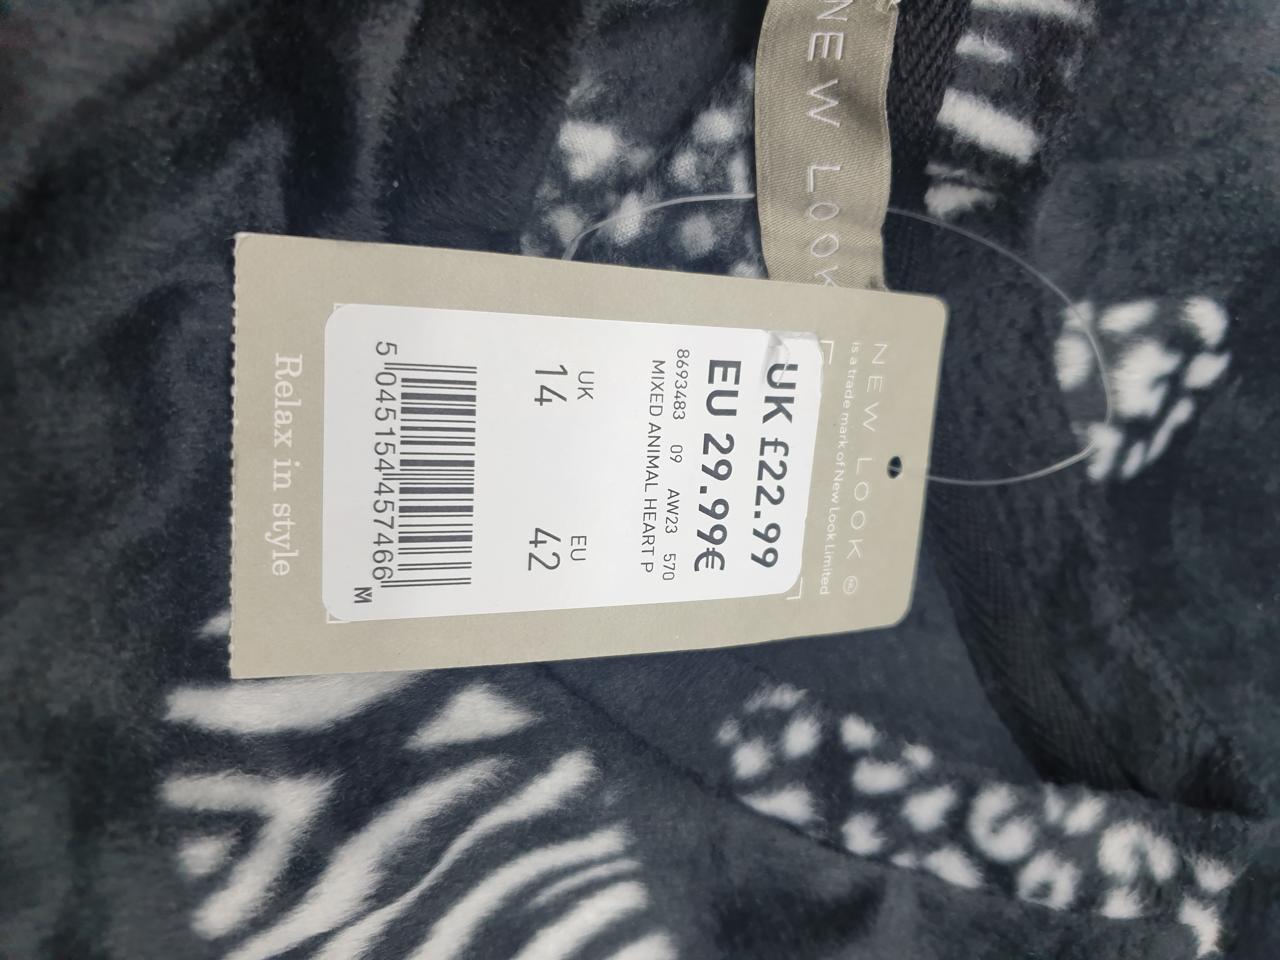 NEW LOOK
NEW LOOK
is a trade mark of New Look Limited
UK £22.99
EU 29.99€
8693483 09 AW23 570
MIXED ANIMAL HEART P
UK EU
14 42
5 045154 457466
Relax in style